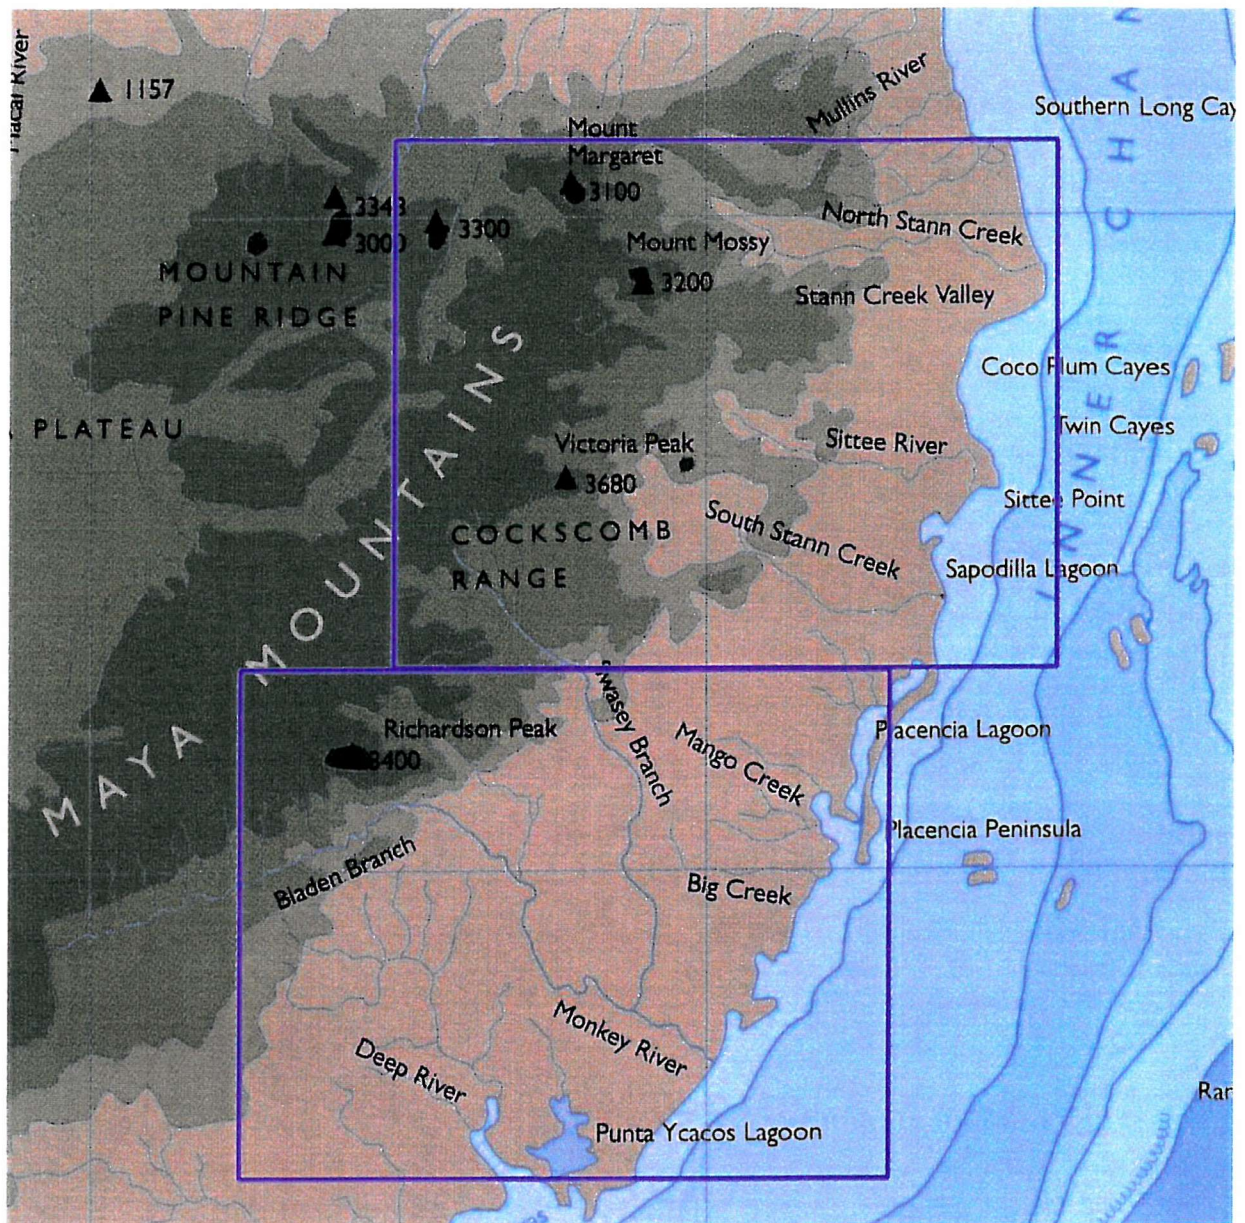 Macal River
1157
Mullins River
Southern Long Cay
INNER CHAN
Mount
Margaret
3100
3343
3000
3300
North Stann Creek
Mount Mossy
3200
MOUNTAIN
PINE RIDGE
Stann Creek Valley
Coco Plum Cayes
Twin Cayes
PLATEAU
Victoria Peak
3680
Sittee River
Sittee Point
COCKSCOMB
RANGE
South Stann Creek
Sapodilla Lagoon
MAYA MOUNTAINS
Swasey Branch
Richardson Peak
3400
Mango Creek
Placencia Lagoon
Placencia Peninsula
Bladen Branch
Big Creek
Monkey River
Deep River
Ran
Punta Ycacos Lagoon